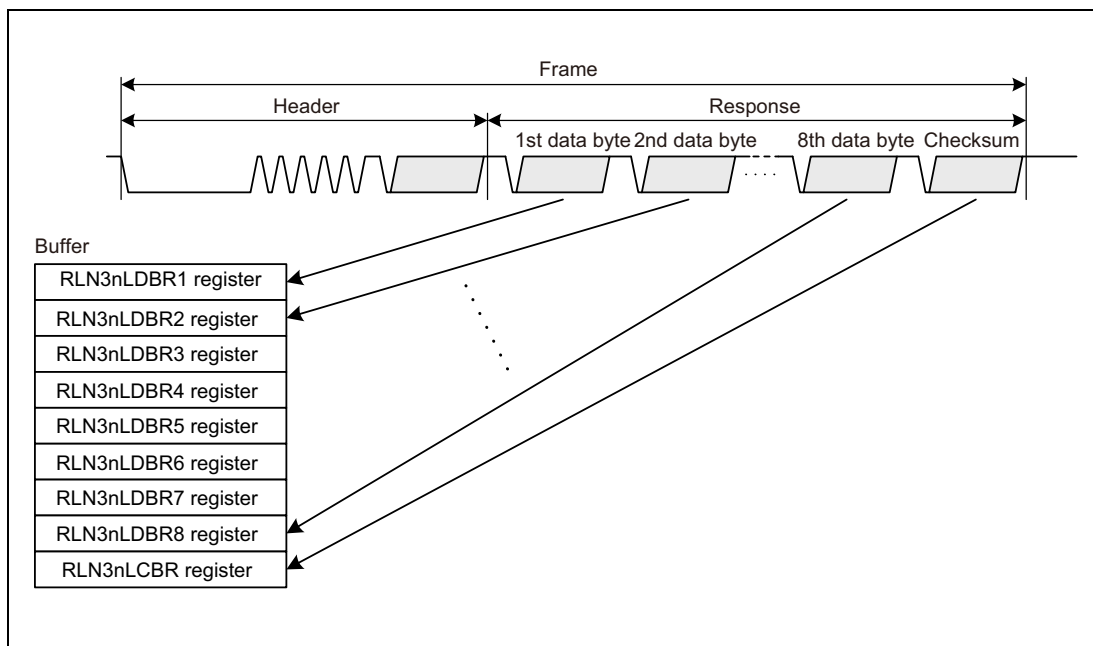 Frame
Header
Response
1st data byte
2nd data byte
8th data byte
Checksum
Buffer
RLN3nLDBR1 register
RLN3nLDBR2 register
RLN3nLDBR3 register
RLN3nLDBR4 register
RLN3nLDBR5 register
RLN3nLDBR6 register
RLN3nLDBR7 register
RLN3nLDBR8 register
RLN3nLCBR register